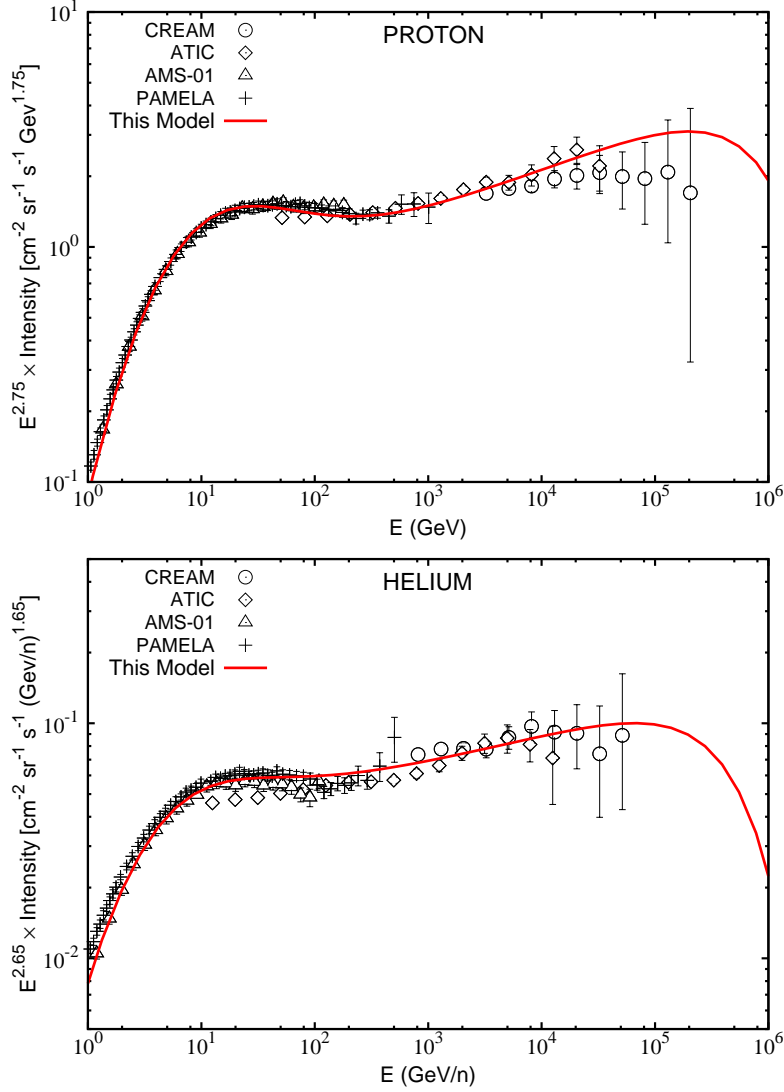 PROTON
CREAM
ATIC
AMS-01
PAMELA
This Model
E^2.75 × Intensity [cm^-2 sr^-1 s^-1 Gev^1.75]
10^1
10^0
10^-1
10^0 10^1 10^2 10^3 10^4 10^5 10^6
E (GeV)
HELIUM
CREAM
ATIC
AMS-01
PAMELA
This Model
E^2.65 × Intensity [cm^-2 sr^-1 s^-1 (Gev/n)^1.65]
10^-1
10^-2
10^0 10^1 10^2 10^3 10^4 10^5 10^6
E (GeV/n)